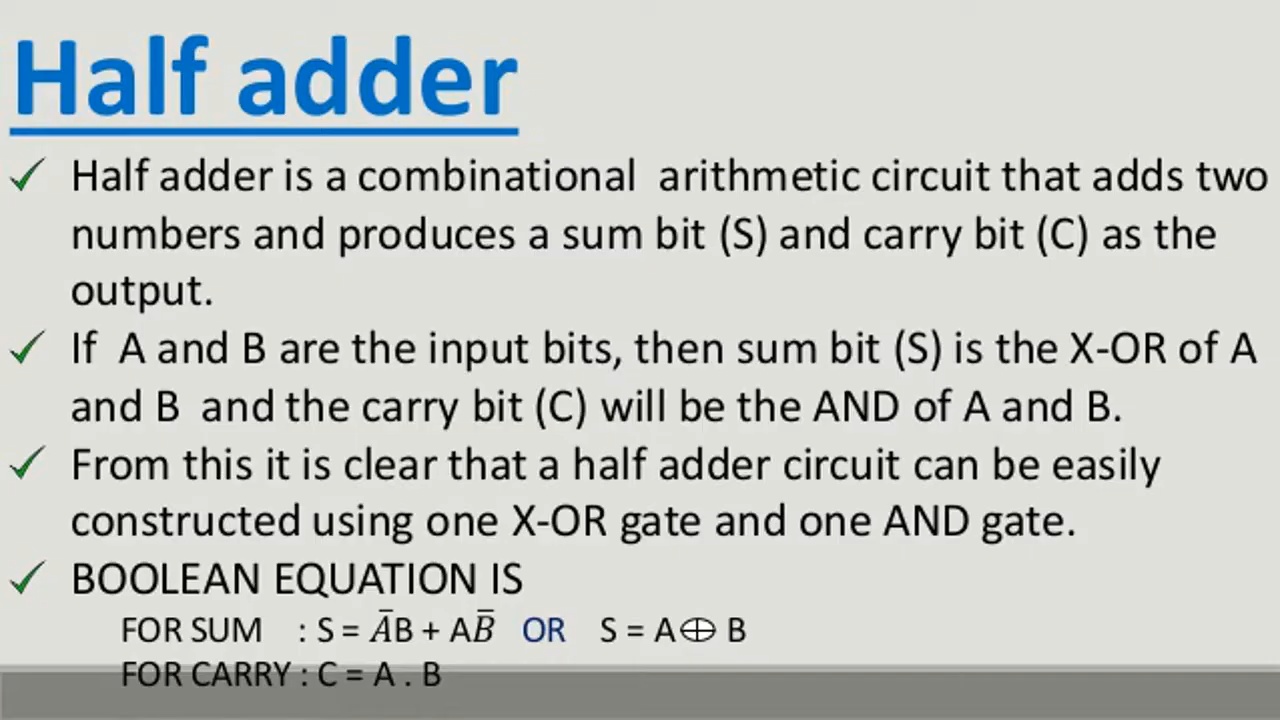 Half adder
✓ Half adder is a combinational arithmetic circuit that adds two
numbers and produces a sum bit (S) and carry bit (C) as the
output.
✓ If A and B are the input bits, then sum bit (S) is the X-OR of A
and B and the carry bit (C) will be the AND of A and B.
✓ From this it is clear that a half adder circuit can be easily
constructed using one X-OR gate and one AND gate.
✓ BOOLEAN EQUATION IS
FOR SUM : S = A̅B + AB̅ OR S = A⊕ B
FOR CARRY : C = A . B